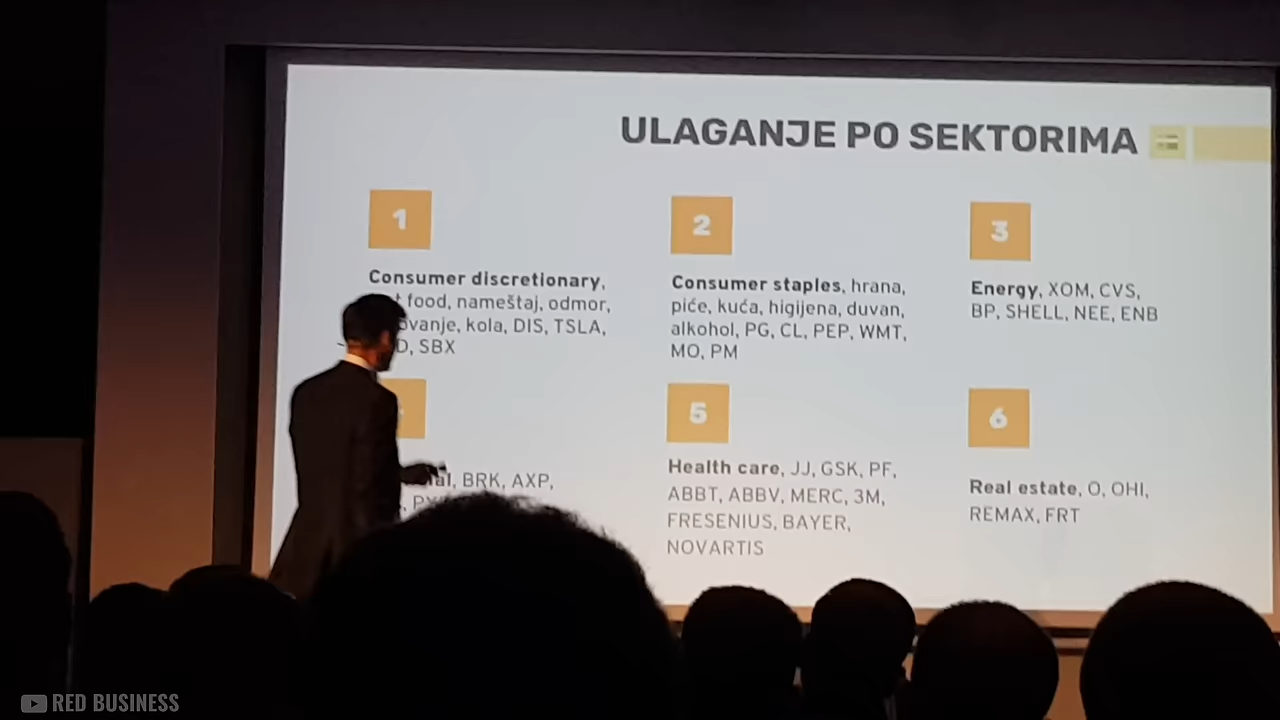 ULAGANJE PO SEKTORIMA
1
Consumer discretionary,
food, nameštaj, odmor,
kola, DIS, TSLA,
SBX
2
Consumer staples, hrana,
piće, kuća, higijena, duvan,
alkohol, PG, CL, PEP, WMT,
MO, PM
3
Energy, XOM, CVS,
BP, SHELL, NEE, ENB
BRK, AXP,
5
Health care, JJ, GSK, PF,
ABBT, ABBV, MERC, 3M,
FRESENIUS, BAYER,
NOVARTIS
6
Real estate, O, OHI,
REMAX, FRT
RED BUSINESS